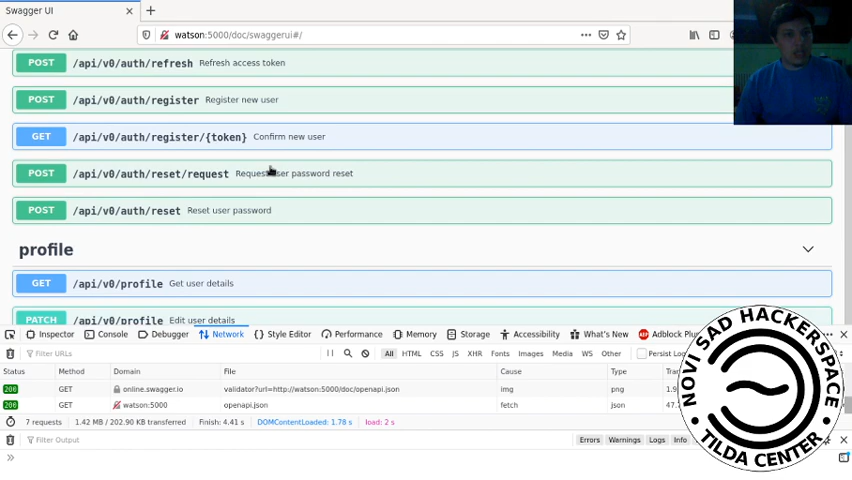 Swagger UI
watson:5000/doc/swaggerui#/
POST /api/v0/auth/refresh Refresh access token
POST /api/v0/auth/register Register new user
GET /api/v0/auth/register/{token} Confirm new user
POST /api/v0/auth/reset/request Request user password reset
POST /api/v0/auth/reset Reset user password
profile
GET /api/v0/profile Get user details
PATCH /api/v0/profile Edit user details
Inspector Console Debugger Network Style Editor Performance Memory Storage Accessibility What's New Adblock Plus
Filter URLs All HTML CSS JS XHR Fonts Images Media WS Other Persist Log
Status Method Domain File Cause Type
200 GET online.swagger.io validator?url=http://watson:5000/doc/openapi.json img png
200 GET watson:5000 openapi.json fetch json
7 requests 1.42 MB / 202.90 KB transferred Finish: 4.41 s DOMContentLoaded: 1.78 s load: 2 s
Filter Output Errors Warnings Logs Info
NOVI SAD HACKERSPACE
TILDA CENTER